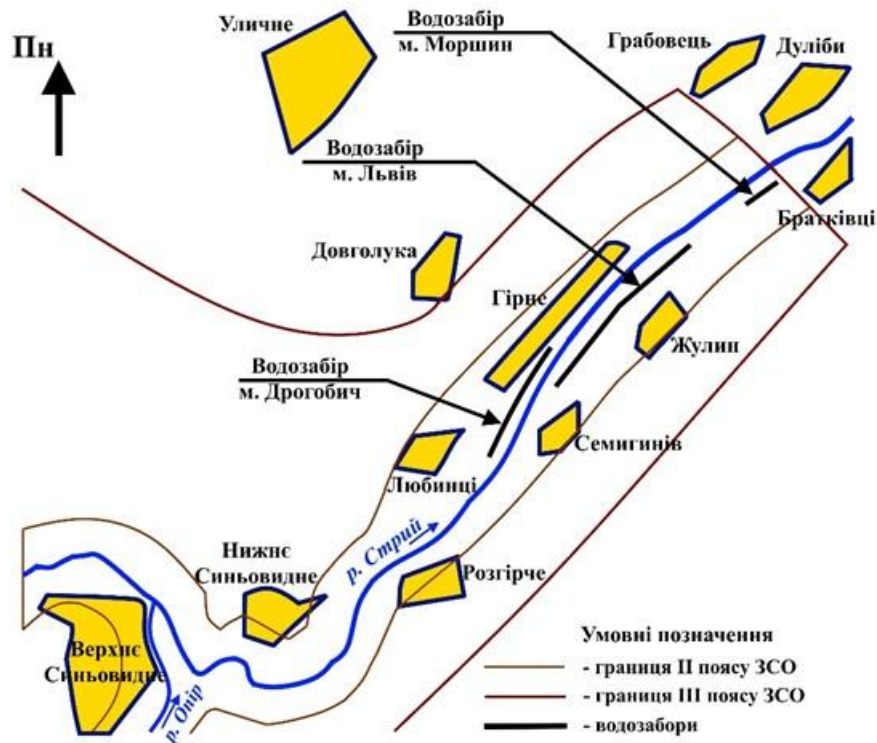 Пн
Уличне
Водозабір
м. Моршин
Грабовець
Дуліби
Водозабір
м. Львів
Братківці
Довголука
Гірне
Жулин
Водозабір
м. Дрогобич
Семигинів
Любинці
р. Стрий
Нижнє
Синьовидне
Розгірче
Верхнє
Синьовидне
р. Опір
Умовні позначення
- границя II поясу ЗСО
- границя III поясу ЗСО
- водозабори